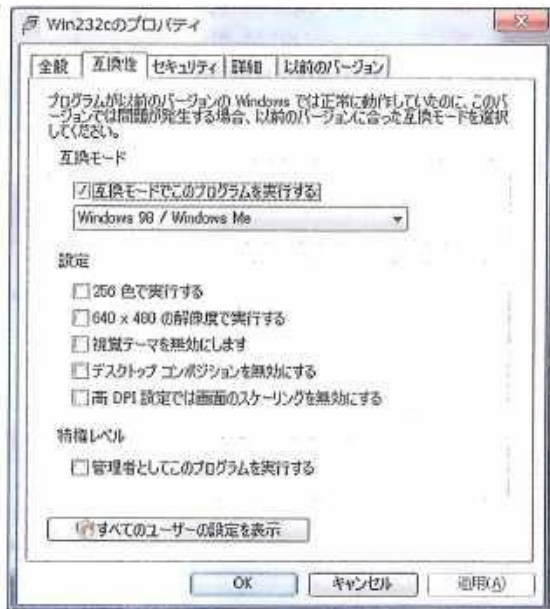 Win232cのプロパティ
全般 互換性 セキュリティ 詳細 以前のバージョン
プログラムが以前のバージョンの Windows では正常に動作していたのに、このバ
ージョンでは問題が発生する場合、以前のバージョンに合った互換モードを選択
してください。
互換モード
互換モードでこのプログラムを実行する
Windows 98 / Windows Me
設定
256 色で実行する
640 x 480 の解像度で実行する
視覚テーマを無効にします
デスクトップ コンポジションを無効にする
高 DPI 設定では画面のスケーリングを無効にする
特権レベル
管理者としてこのプログラムを実行する
すべてのユーザーの設定を表示
OK キャンセル 適用(A)